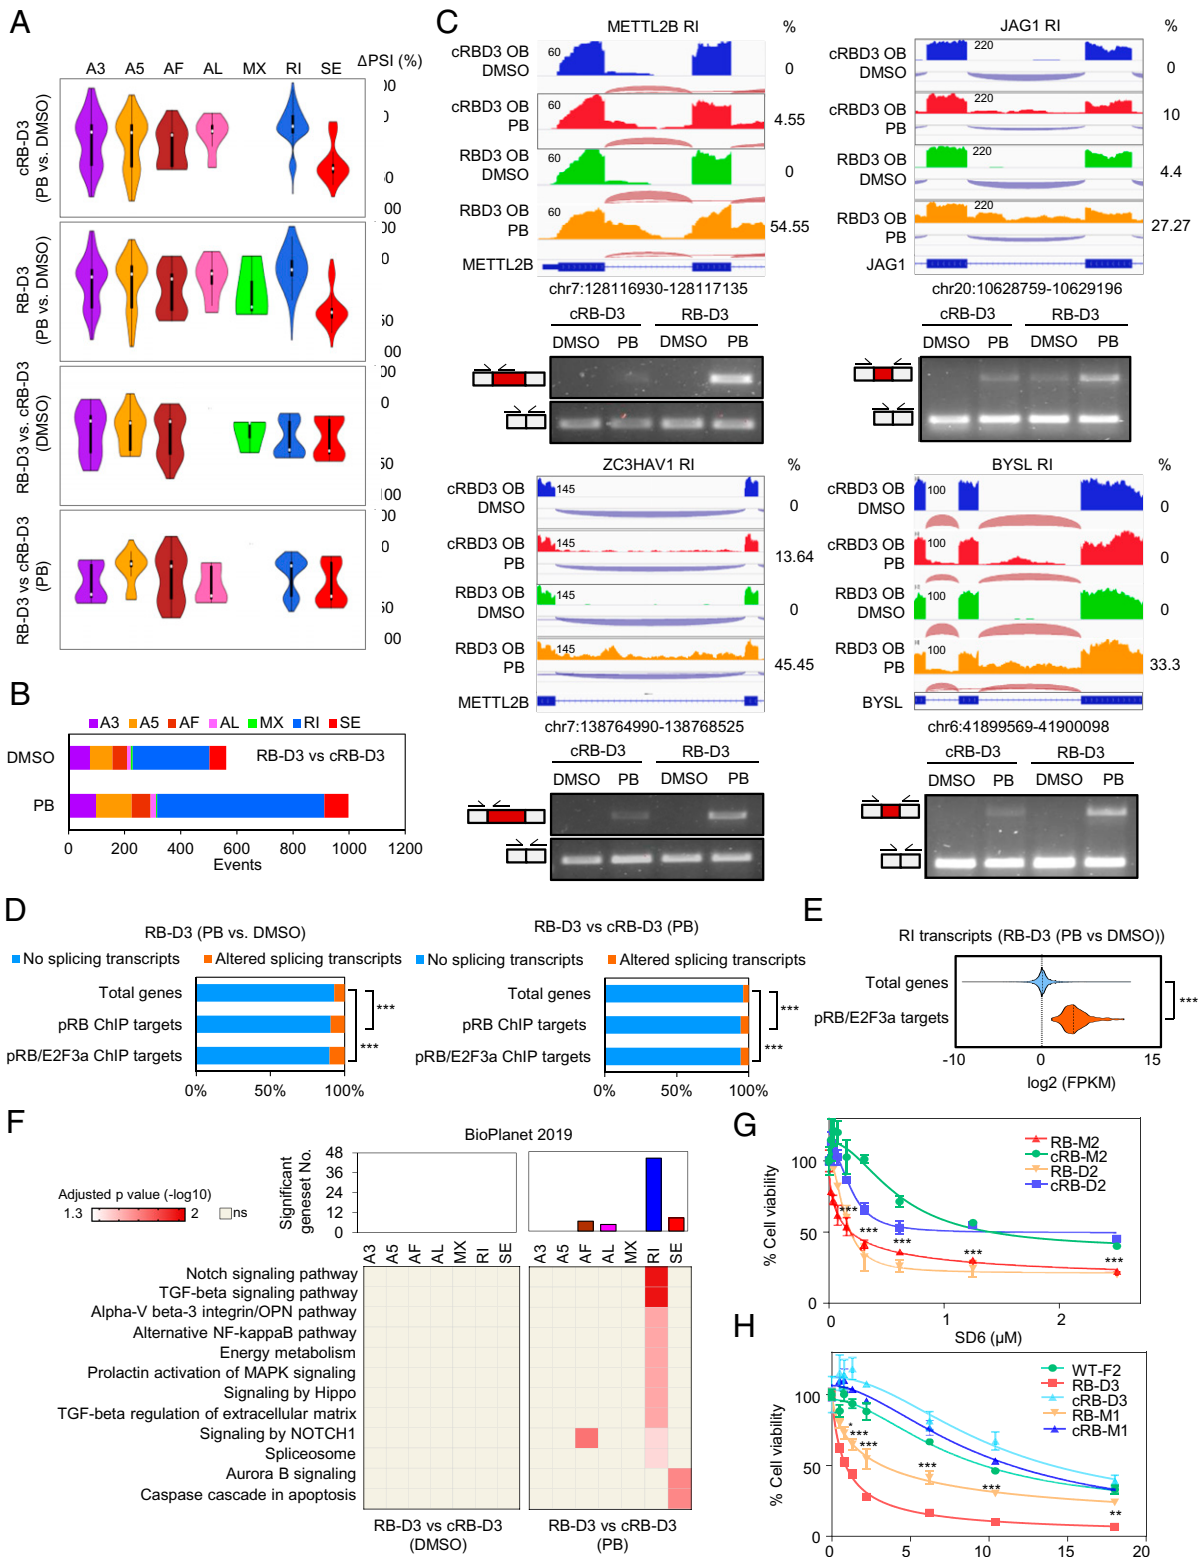 A
A3 A5 AF AL MX RI SE ΔPSI (%)
cRB-D3
(PB vs. DMSO)
00
0
60
00
RB-D3
(PB vs. DMSO)
00
0
50
00
RB-D3 vs. cRB-D3
(DMSO)
00
0
50
100
RB-D3 vs cRB-D3
(PB)
00
0
50
00
B
A3 A5 AF AL MX RI SE
DMSO
RB-D3 vs cRB-D3
PB
0 200 400 600 800 1000 1200
Events
C
METTL2B RI %
cRBD3 OB
DMSO
60
0
cRBD3 OB
PB
60
4.55
RBD3 OB
DMSO
60
0
RBD3 OB
PB
60
54.55
METTL2B
chr7:128116930-128117135
cRB-D3 RB-D3
DMSO PB DMSO PB
JAG1 RI %
cRBD3 OB
DMSO
220
0
cRBD3 OB
PB
220
10
RBD3 OB
DMSO
220
4.4
RBD3 OB
PB
220
27.27
JAG1
chr20:10628759-10629196
cRB-D3 RB-D3
DMSO PB DMSO PB
ZC3HAV1 RI %
cRBD3 OB
DMSO
145
0
cRBD3 OB
PB
145
13.64
RBD3 OB
DMSO
145
0
RBD3 OB
PB
145
45.45
METTL2B
chr7:138764990-138768525
cRB-D3 RB-D3
DMSO PB DMSO PB
BYSL RI %
cRBD3 OB
DMSO
100
0
cRBD3 OB
PB
100
0
RBD3 OB
DMSO
100
0
RBD3 OB
PB
100
33.3
BYSL
chr6:41899569-41900098
cRB-D3 RB-D3
DMSO PB DMSO PB
D
RB-D3 (PB vs. DMSO)
No splicing transcripts Altered splicing transcripts
Total genes
pRB ChIP targets
pRB/E2F3a ChIP targets
***
***
0% 50% 100%
RB-D3 vs cRB-D3 (PB)
No splicing transcripts Altered splicing transcripts
Total genes
pRB ChIP targets
pRB/E2F3a ChIP targets
***
***
0% 50% 100%
E
RI transcripts (RB-D3 (PB vs DMSO))
Total genes
pRB/E2F3a targets
***
-10 0 15
log2 (FPKM)
F
BioPlanet 2019
Adjusted p value (-log10)
1.3 2
ns
Significant
geneset No.
48
36
24
12
0
A3 A5 AF AL MX RI SE
A3 A5 AF AL MX RI SE
Notch signaling pathway
TGF-beta signaling pathway
Alpha-V beta-3 integrin/OPN pathway
Alternative NF-kappaB pathway
Energy metabolism
Prolactin activation of MAPK signaling
Signaling by Hippo
TGF-beta regulation of extracellular matrix
Signaling by NOTCH1
Spliceosome
Aurora B signaling
Caspase cascade in apoptosis
RB-D3 vs cRB-D3
(DMSO)
RB-D3 vs cRB-D3
(PB)
G
% Cell viability
100
50
0
RB-M2
cRB-M2
RB-D2
cRB-D2
***
***
***
***
***
0 1 2
SD6 (µM)
H
% Cell viability
100
50
0
WT-F2
RB-D3
cRB-D3
RB-M1
cRB-M1
*
***
***
***
***
**
0 5 10 15 20